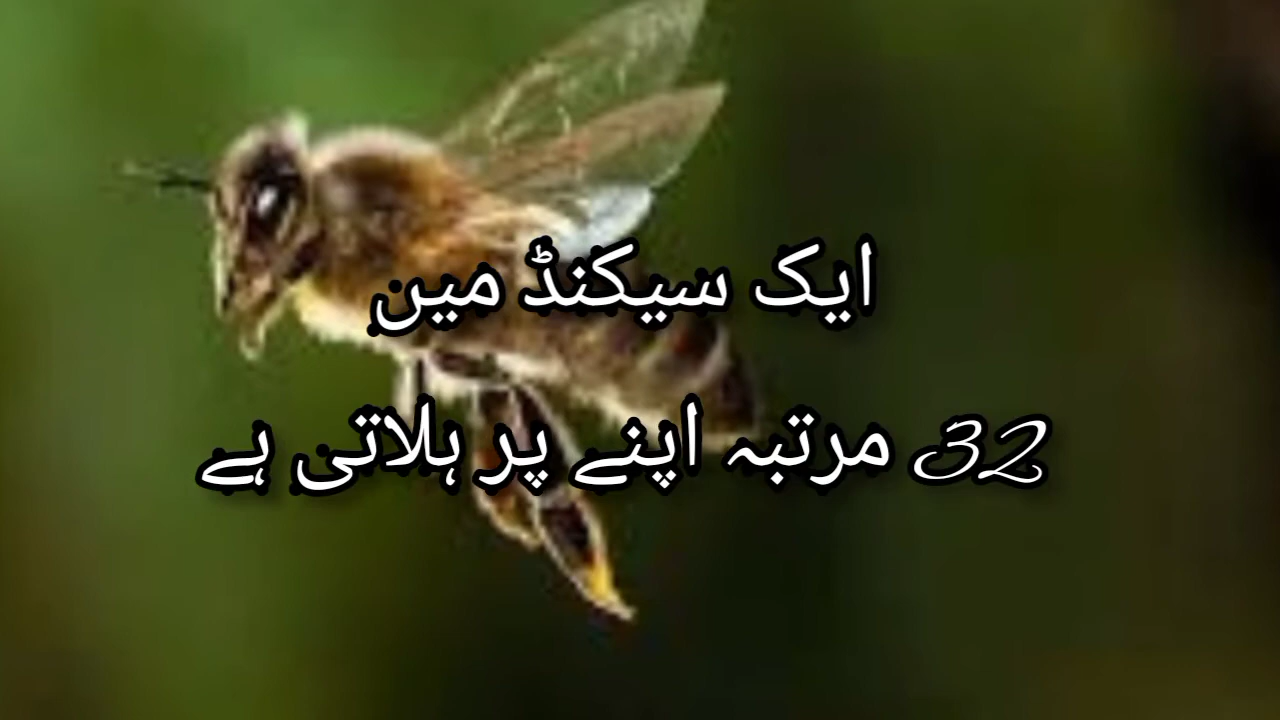 ایک سیکنڈ میں
32 مرتبہ اپنے پر ہلاتی ہے